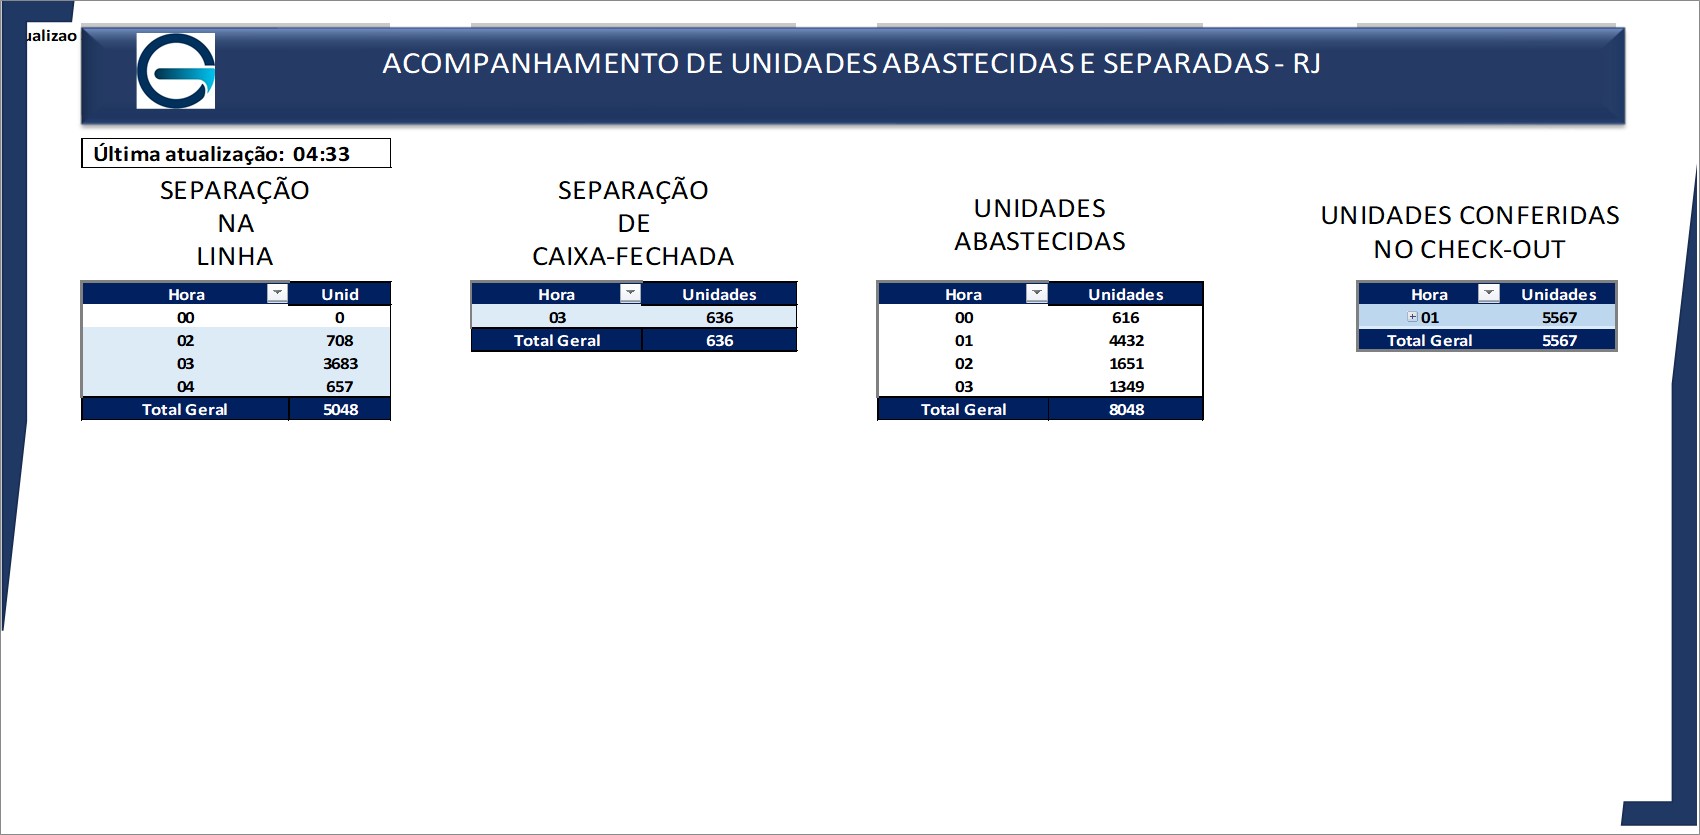 ualizao
ACOMPANHAMENTO DE UNIDADES ABASTECIDAS E SEPARADAS - RJ
Última atualização: 04:33
SEPARAÇÃO
NA
LINHA
Hora Unid
00 0
02 708
03 3683
04 657
Total Geral 5048
SEPARAÇÃO
DE
CAIXA-FECHADA
Hora Unidades
03 636
Total Geral 636
UNIDADES
ABASTECIDAS
Hora Unidades
00 616
01 4432
02 1651
03 1349
Total Geral 8048
UNIDADES CONFERIDAS
NO CHECK-OUT
Hora Unidades
01 5567
Total Geral 5567